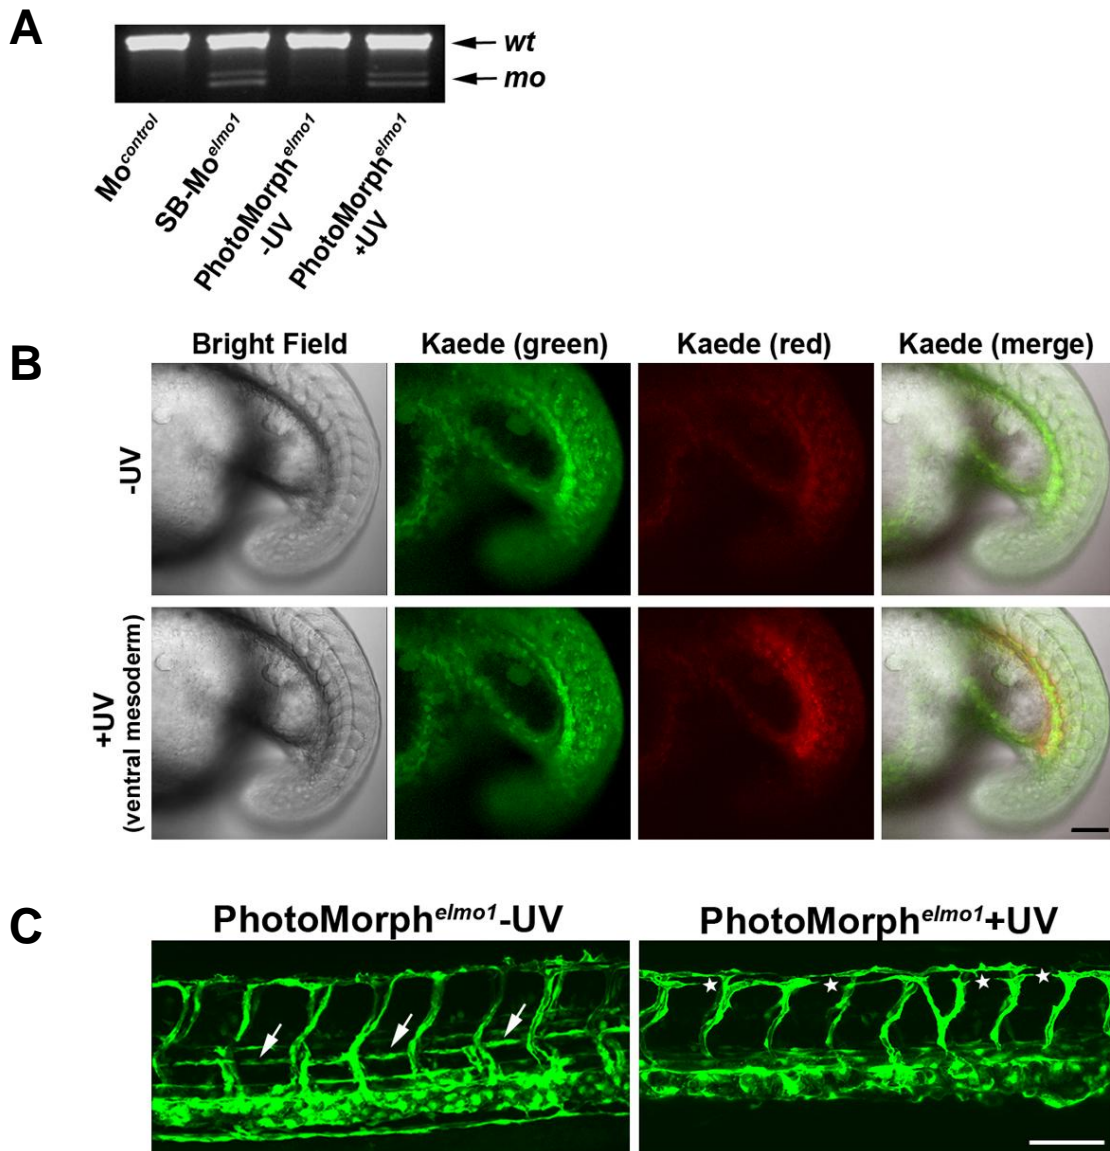 A
wt
mo
Mocontrol
SB-Moelmo1
PhotoMorphelmo1
-UV
PhotoMorphelmo1
+UV
B
Bright Field
Kaede (green)
Kaede (red)
Kaede (merge)
-UV
+UV
(ventral mesoderm)
C
PhotoMorphelmo1-UV
PhotoMorphelmo1+UV